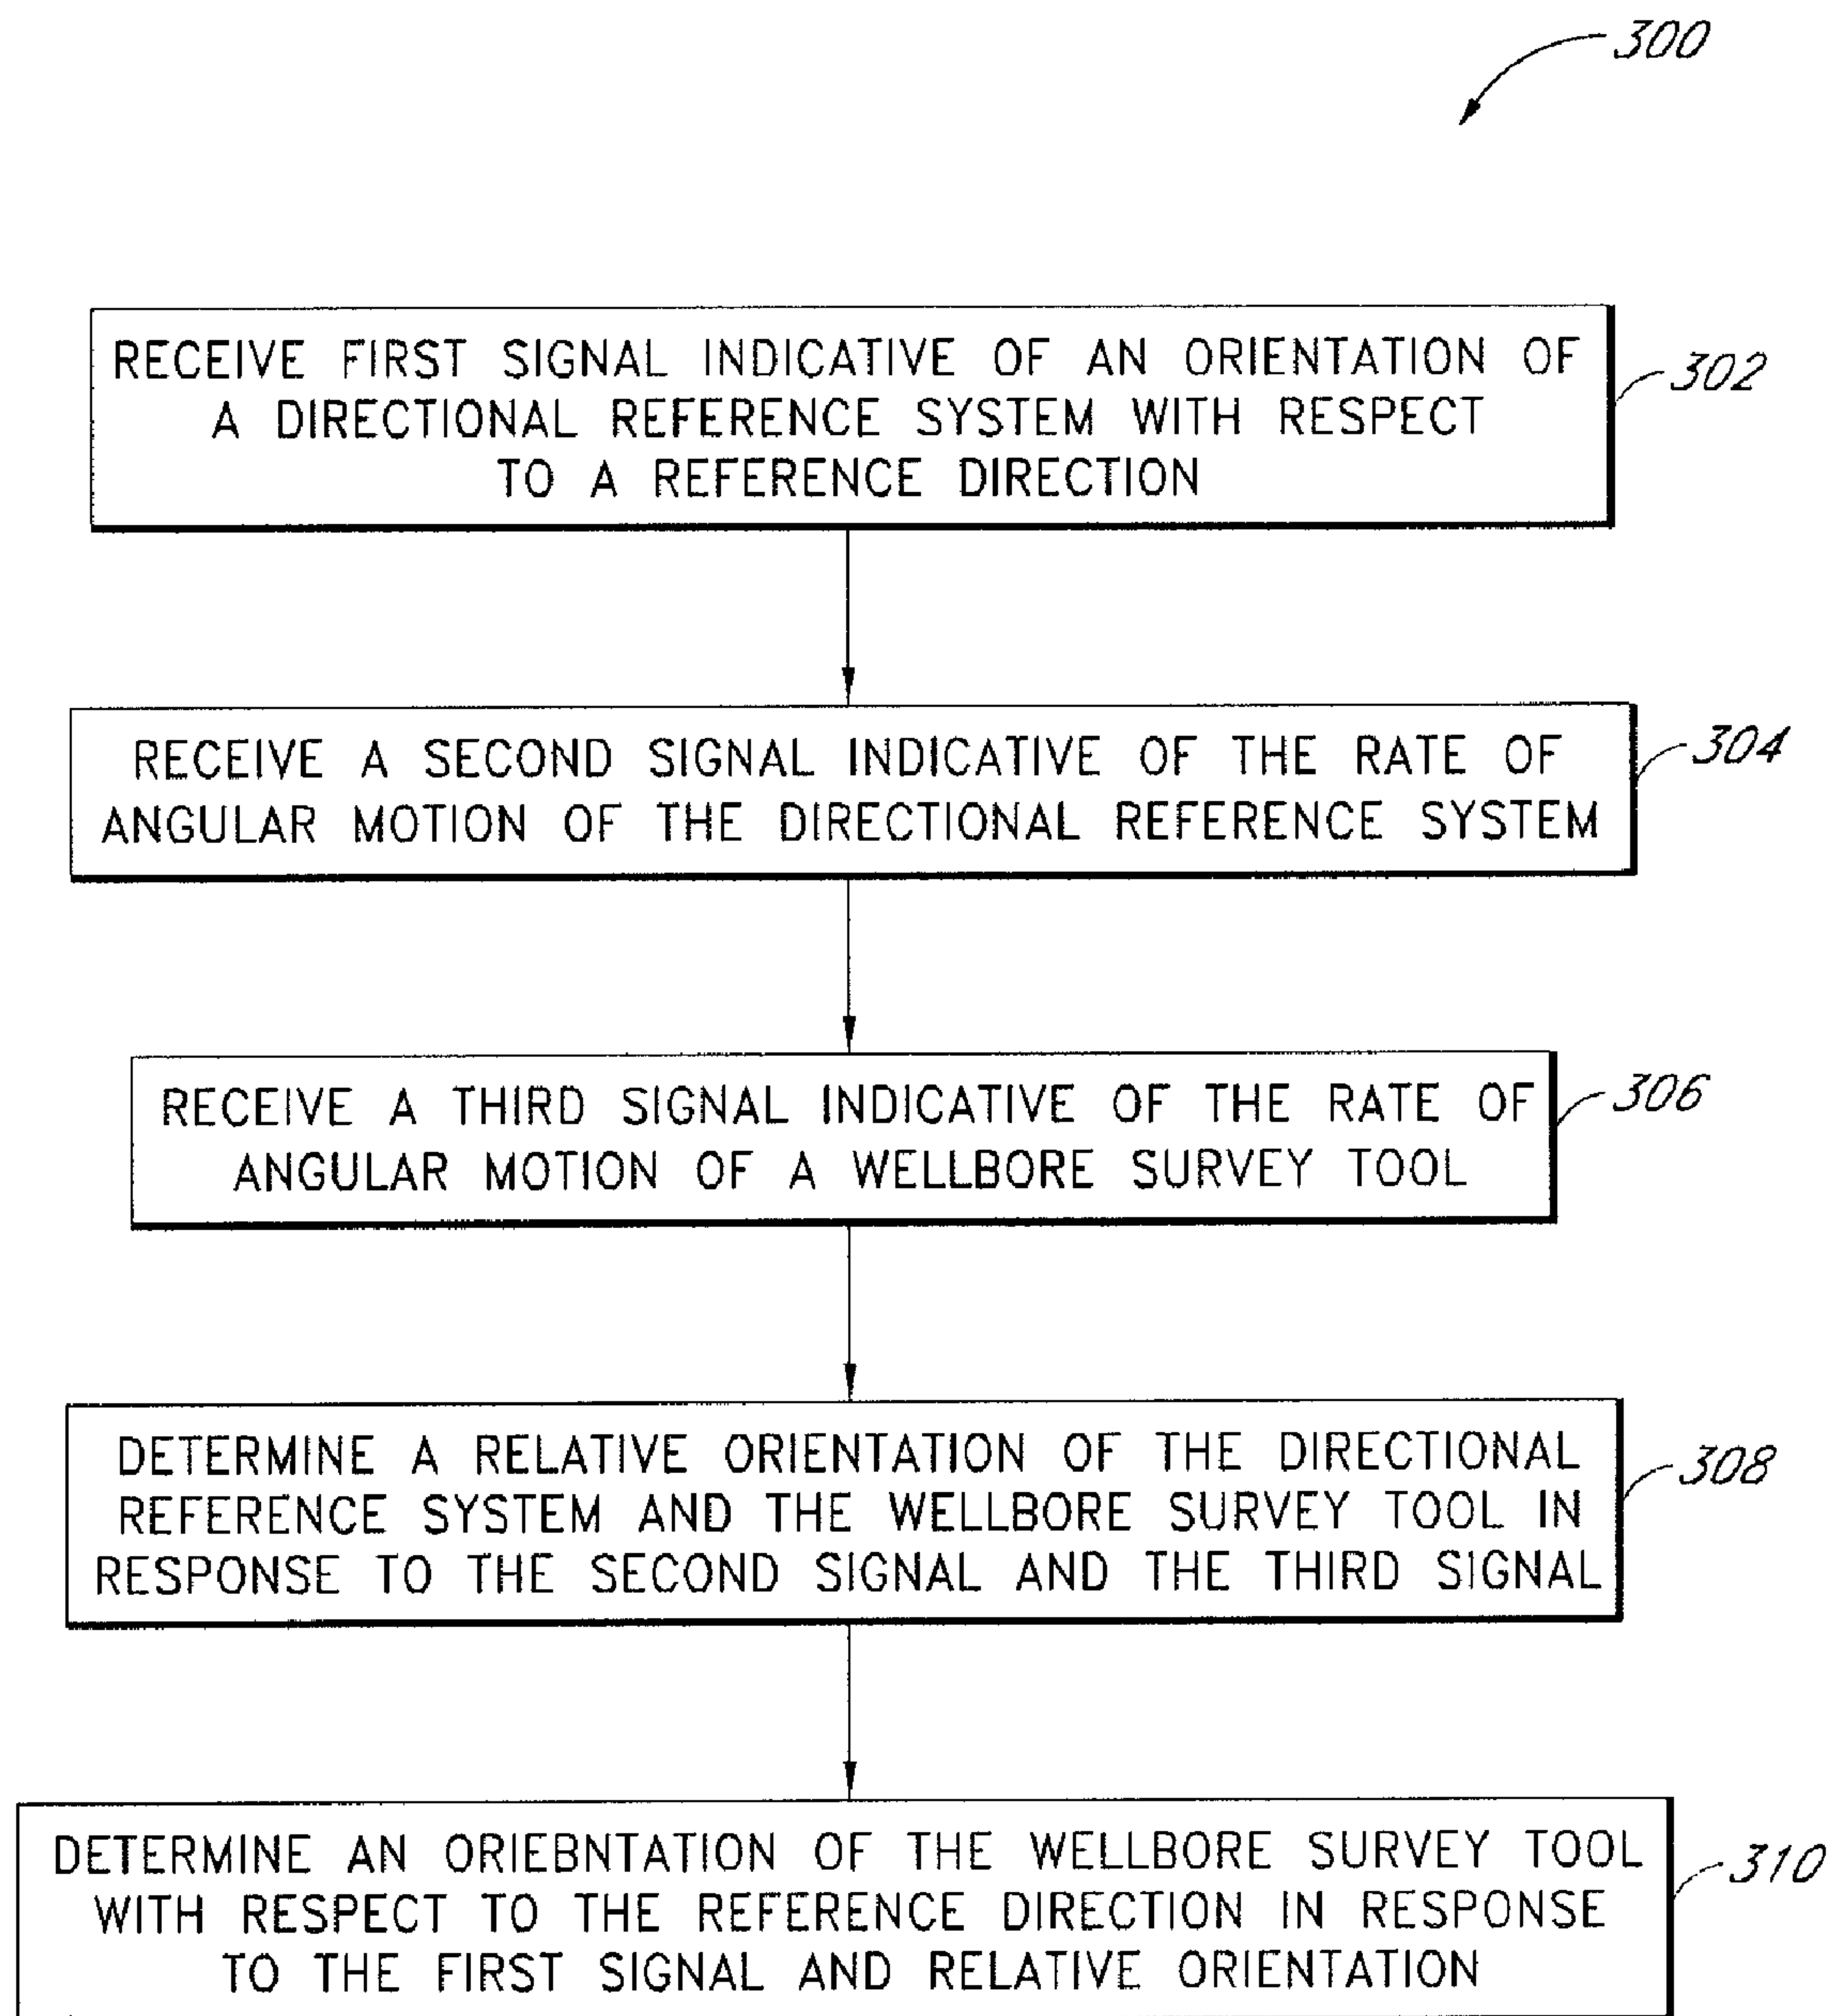 300
RECEIVE FIRST SIGNAL INDICATIVE OF AN ORIENTATION OF
A DIRECTIONAL REFERENCE SYSTEM WITH RESPECT
TO A REFERENCE DIRECTION
302
RECEIVE A SECOND SIGNAL INDICATIVE OF THE RATE OF
ANGULAR MOTION OF THE DIRECTIONAL REFERENCE SYSTEM
304
RECEIVE A THIRD SIGNAL INDICATIVE OF THE RATE OF
ANGULAR MOTION OF A WELLBORE SURVEY TOOL
306
DETERMINE A RELATIVE ORIENTATION OF THE DIRECTIONAL
REFERENCE SYSTEM AND THE WELLBORE SURVEY TOOL IN
RESPONSE TO THE SECOND SIGNAL AND THE THIRD SIGNAL
308
DETERMINE AN ORIEBNTATION OF THE WELLBORE SURVEY TOOL
WITH RESPECT TO THE REFERENCE DIRECTION IN RESPONSE
TO THE FIRST SIGNAL AND RELATIVE ORIENTATION
310